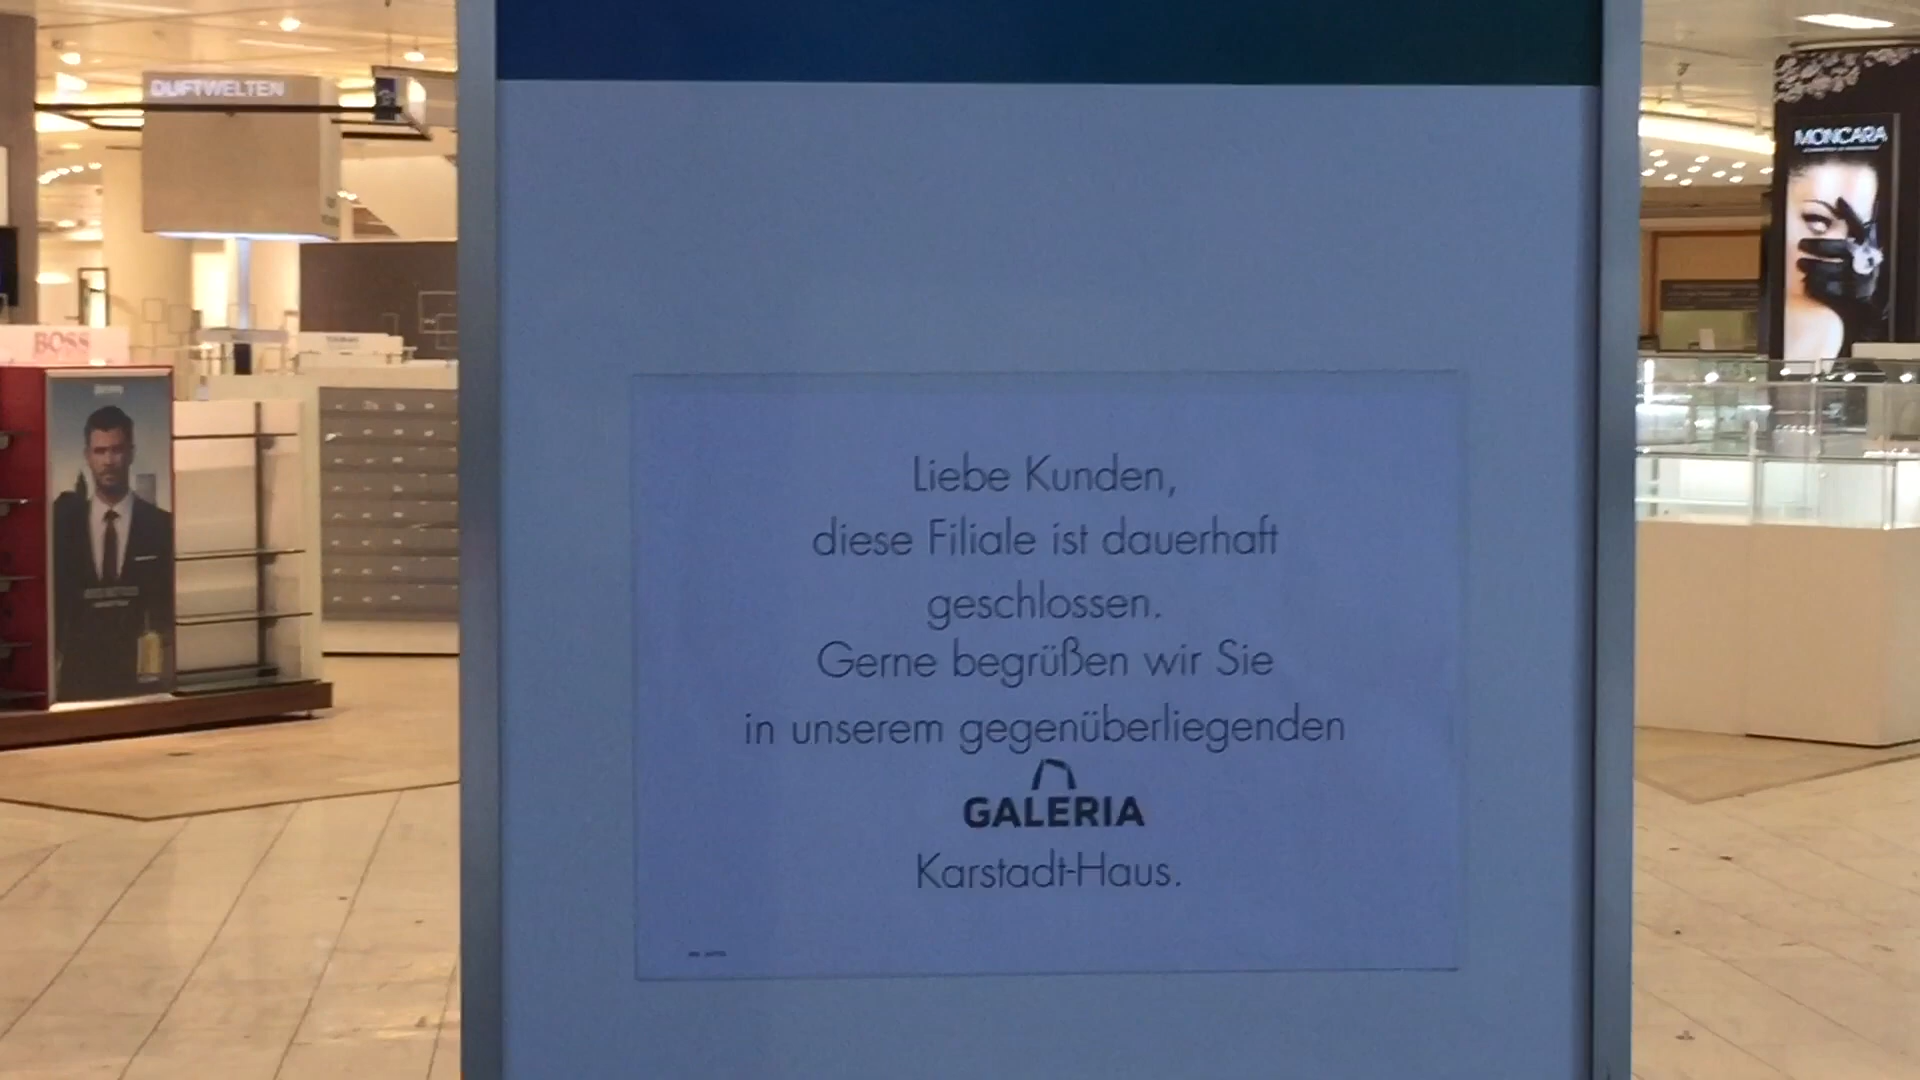 DUFTWELTEN
MONCARA
BOSS
Liebe Kunden,
diese Filiale ist dauerhaft
geschlossen.
Gerne begrüßen wir Sie
in unserem gegenüberliegenden
GALERIA
Karstadt-Haus.